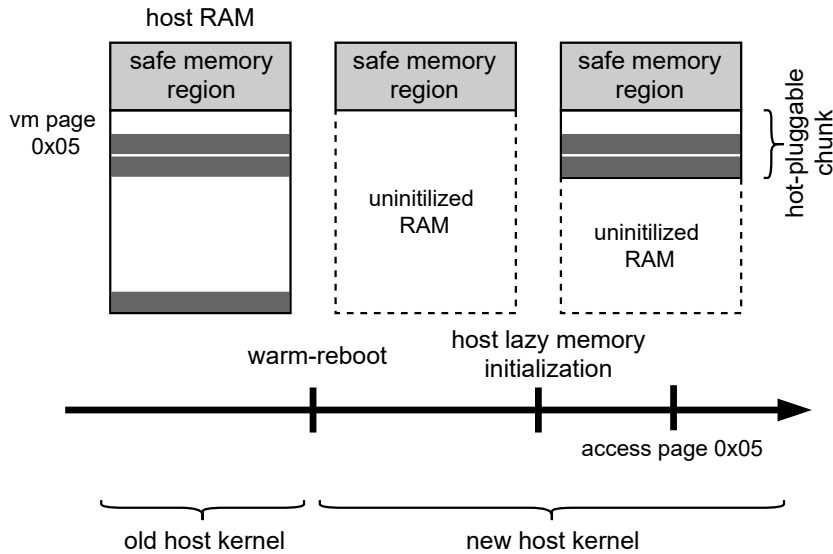 host RAM
safe memory
region
safe memory
region
safe memory
region
vm page
0x05
hot-pluggable
chunk
uninitilized
RAM
uninitilized
RAM
warm-reboot
host lazy memory
initialization
access page 0x05
old host kernel
new host kernel